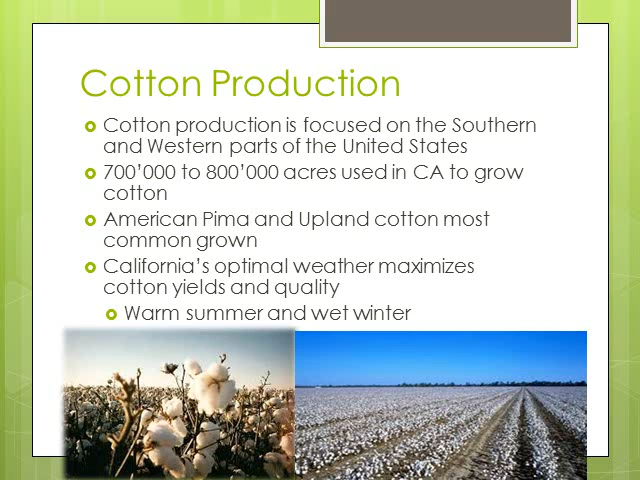 Cotton Production
Cotton production is focused on the Southern
and Western parts of the United States
700’000 to 800’000 acres used in CA to grow
cotton
American Pima and Upland cotton most
common grown
California’s optimal weather maximizes
cotton yields and quality
Warm summer and wet winter